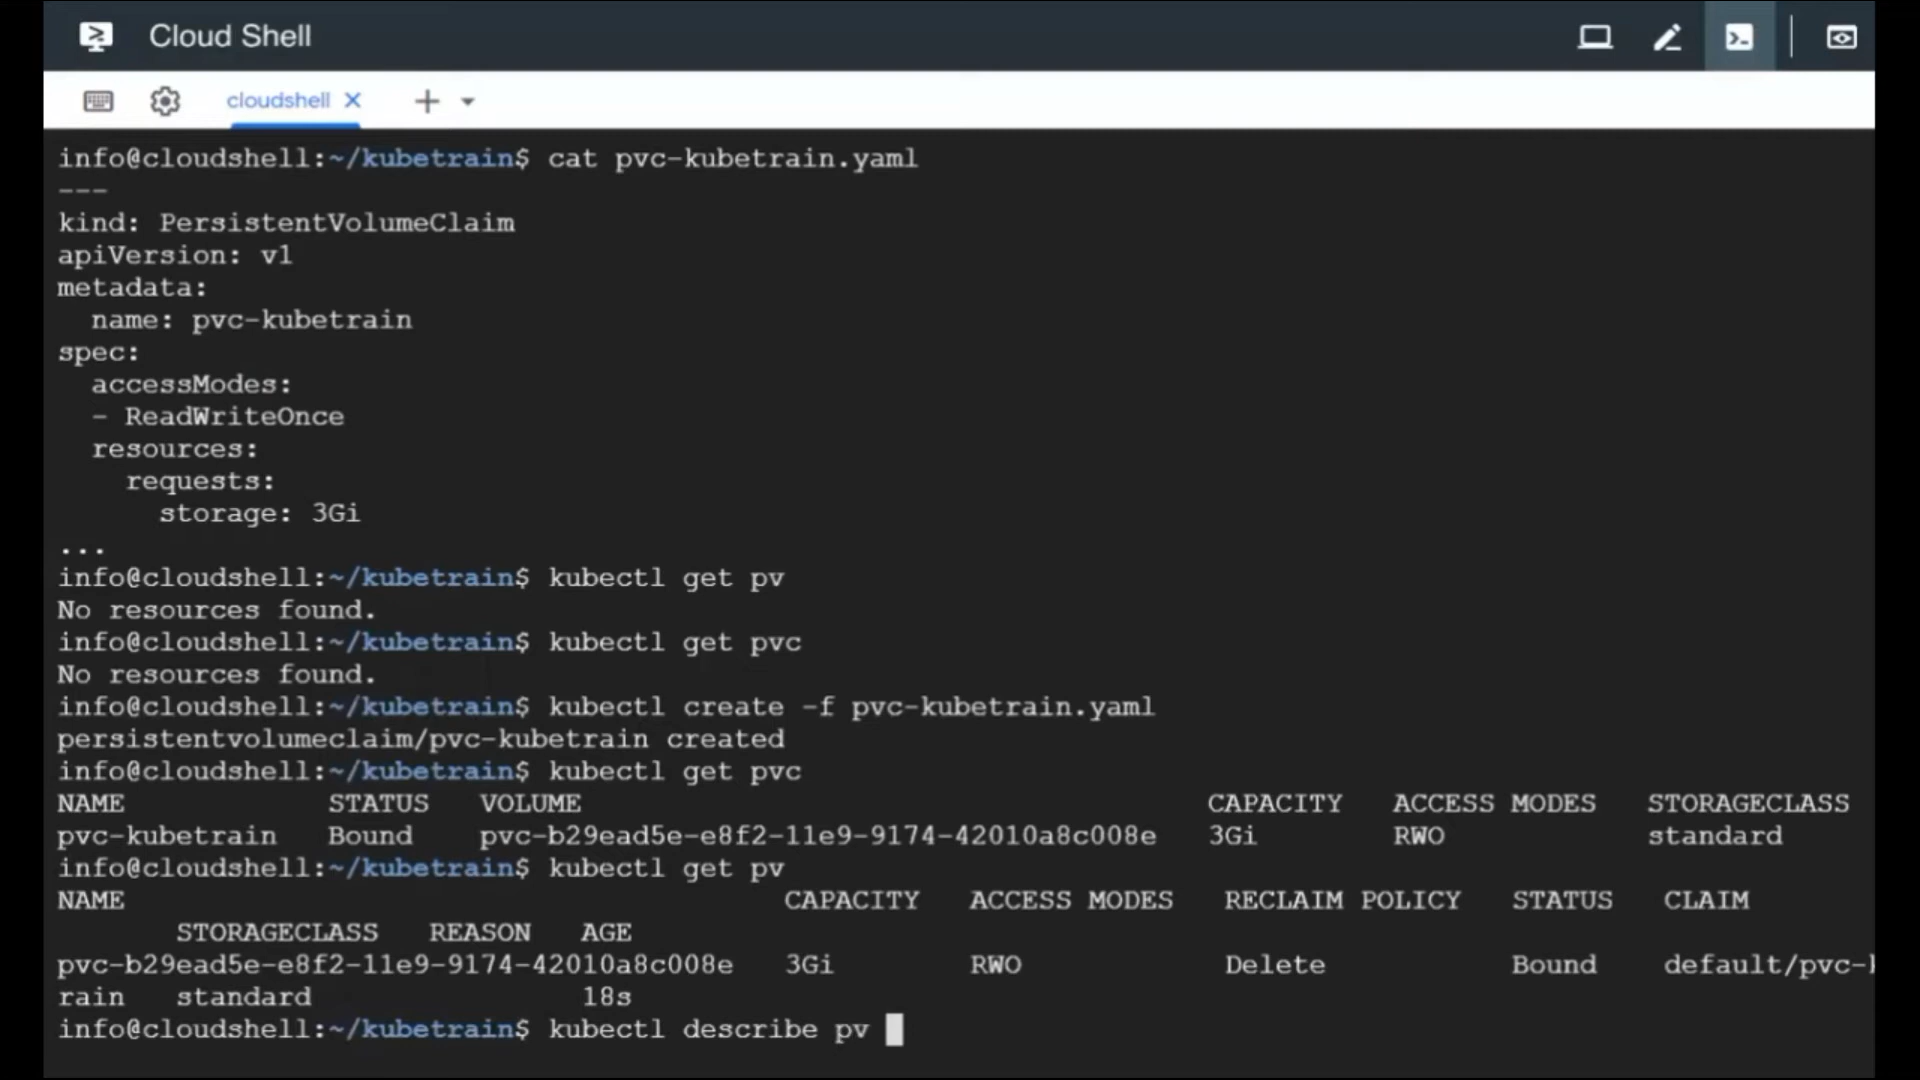 Cloud Shell
cloudshell
info@cloudshell:~/kubetrain$ cat pvc-kubetrain.yaml
---
kind: PersistentVolumeClaim
apiVersion: v1
metadata:
  name: pvc-kubetrain
spec:
  accessModes:
  - ReadWriteOnce
  resources:
    requests:
      storage: 3Gi
...
info@cloudshell:~/kubetrain$ kubectl get pv
No resources found.
info@cloudshell:~/kubetrain$ kubectl get pvc
No resources found.
info@cloudshell:~/kubetrain$ kubectl create -f pvc-kubetrain.yaml
persistentvolumeclaim/pvc-kubetrain created
info@cloudshell:~/kubetrain$ kubectl get pvc
NAME            STATUS   VOLUME                                     CAPACITY   ACCESS MODES   STORAGECLASS
pvc-kubetrain   Bound    pvc-b29ead5e-e8f2-11e9-9174-42010a8c008e   3Gi        RWO            standard
info@cloudshell:~/kubetrain$ kubectl get pv
NAME                                       CAPACITY   ACCESS MODES   RECLAIM POLICY   STATUS   CLAIM
       STORAGECLASS   REASON   AGE
pvc-b29ead5e-e8f2-11e9-9174-42010a8c008e   3Gi        RWO            Delete           Bound    default/pvc-k
rain   standard                18s
info@cloudshell:~/kubetrain$ kubectl describe pv